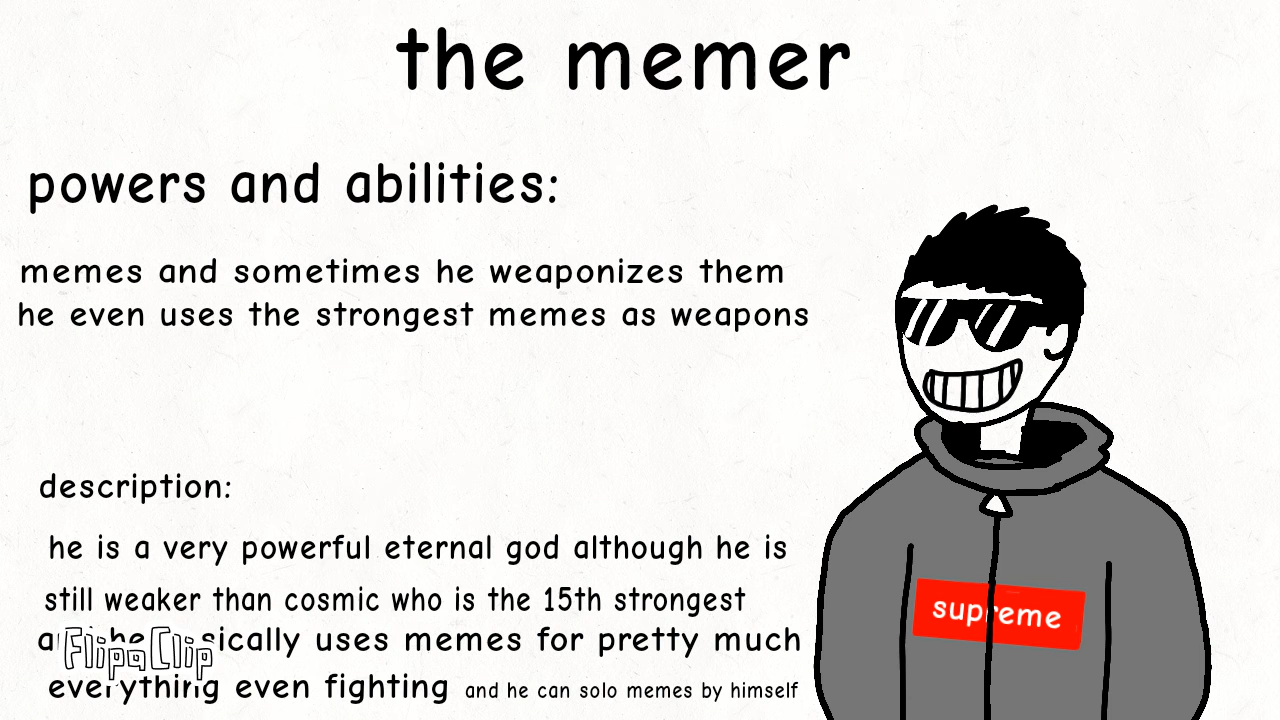 the memer
powers and abilities:
memes and sometimes he weaponizes them
he even uses the strongest memes as weapons
description:
he is a very powerful eternal god although he is
still weaker than cosmic who is the 15th strongest
he uses memes for pretty much
everything even fighting and he can solo memes by himself
FlipaClip
supreme